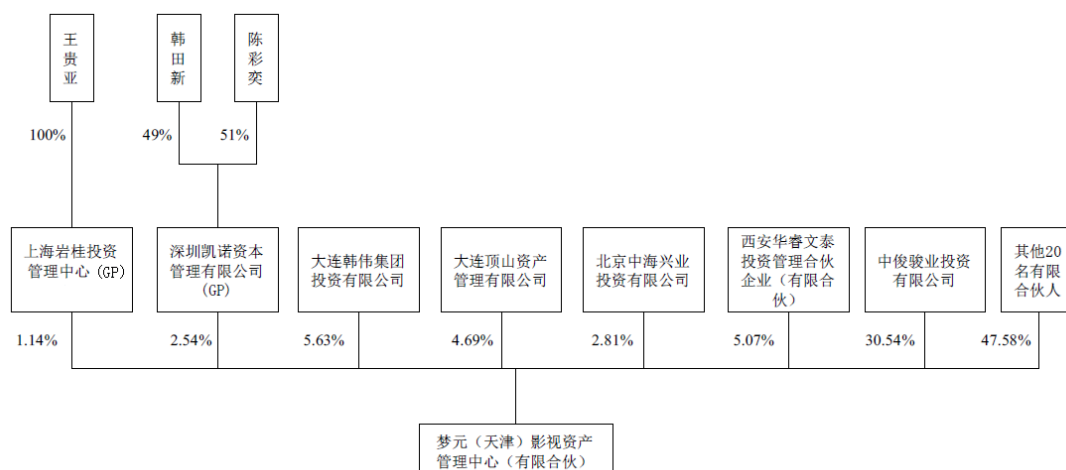 王
贵
亚
韩
田
新
陈
彩
奕
100%
49%
51%
上海岩桂投资
管理中心(GP)
深圳凯诺资本
管理有限公司
(GP)
大连韩伟集团
投资有限公司
大连顶山资产
管理有限公司
北京中海兴业
投资有限公司
西安华睿文泰
投资管理合伙
企业（有限合
伙）
中俊骏业投资
有限公司
其他20
名有限
合伙人
1.14%
2.54%
5.63%
4.69%
2.81%
5.07%
30.54%
47.58%
梦元（天津）影视资产
管理中心（有限合伙）